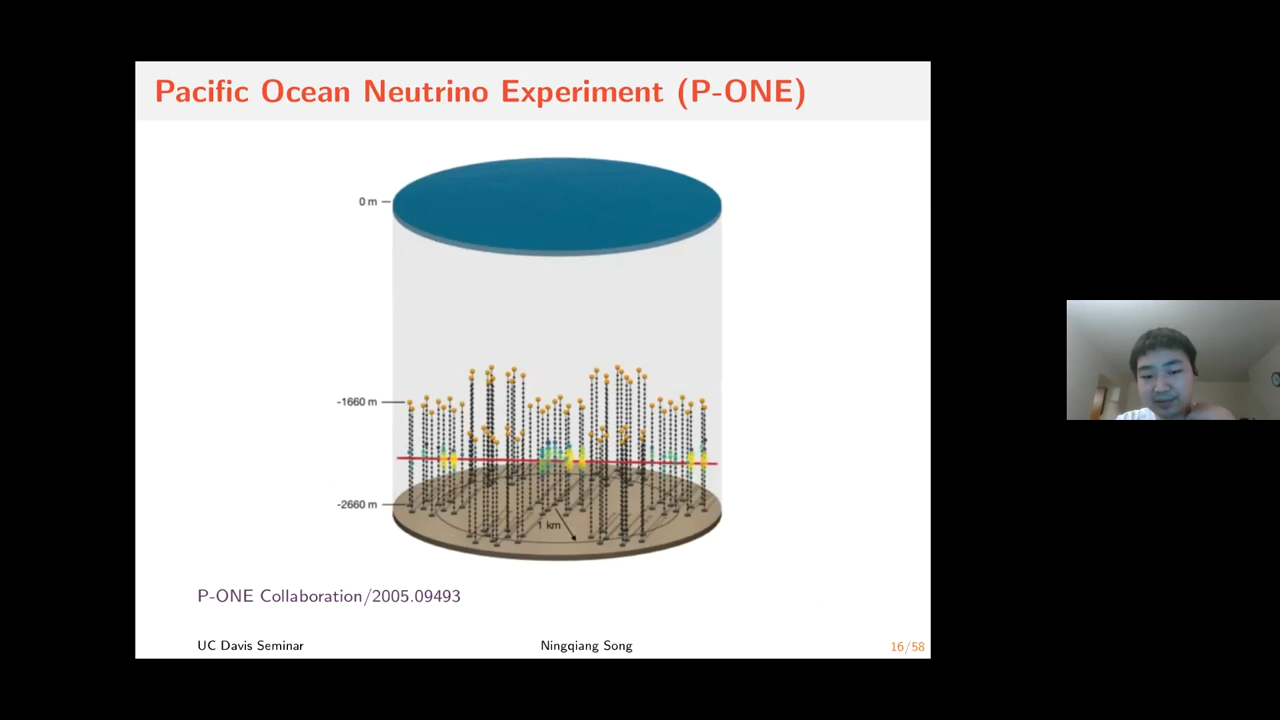 Pacific Ocean Neutrino Experiment (P-ONE)
0 m
-1660 m
-2660 m
1 km
P-ONE Collaboration/2005.09493
UC Davis Seminar
Ningqiang Song
16/58